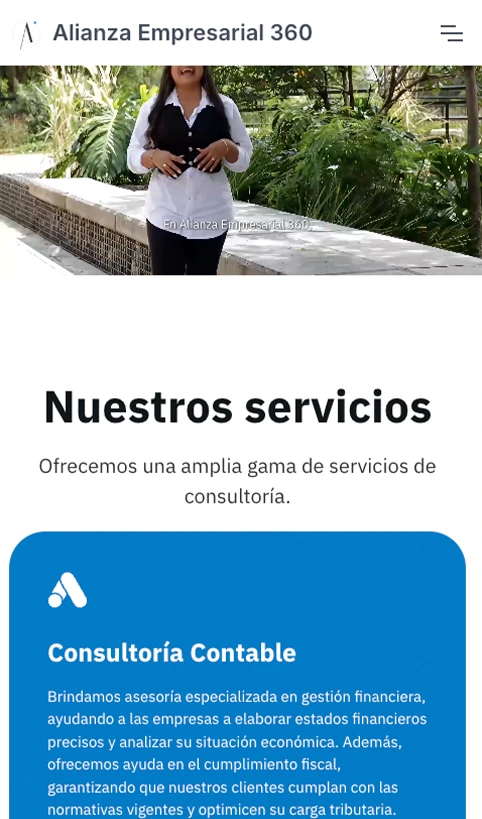 Alianza Empresarial 360
En Alianza Empresarial 360,
Nuestros servicios
Ofrecemos una amplia gama de servicios de
consultoría.
Consultoría Contable
Brindamos asesoría especializada en gestión financiera,
ayudando a las empresas a elaborar estados financieros
precisos y analizar su situación económica. Además,
ofrecemos ayuda en el cumplimiento fiscal,
garantizando que nuestros clientes cumplan con las
normativas vigentes y optimicen su carga tributaria.